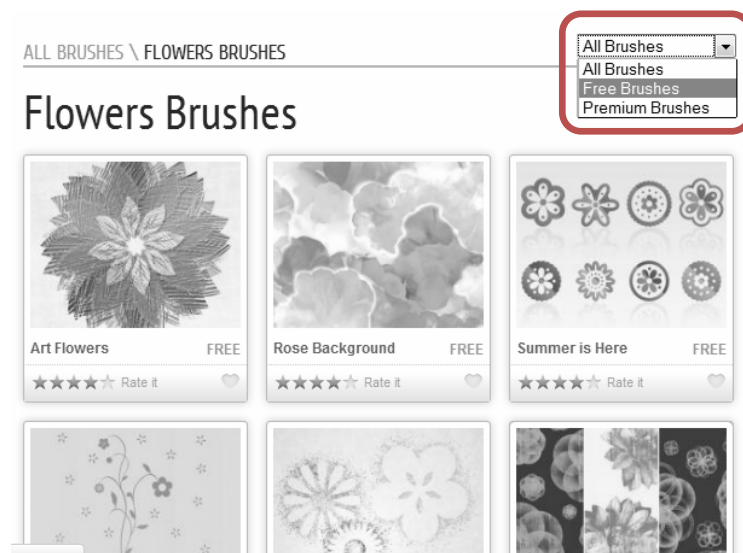 ALL BRUSHES \ FLOWERS BRUSHES
All Brushes
All Brushes
Free Brushes
Premium Brushes
Flowers Brushes
Art Flowers FREE
Rate it
Rose Background FREE
Rate it
Summer is Here FREE
Rate it